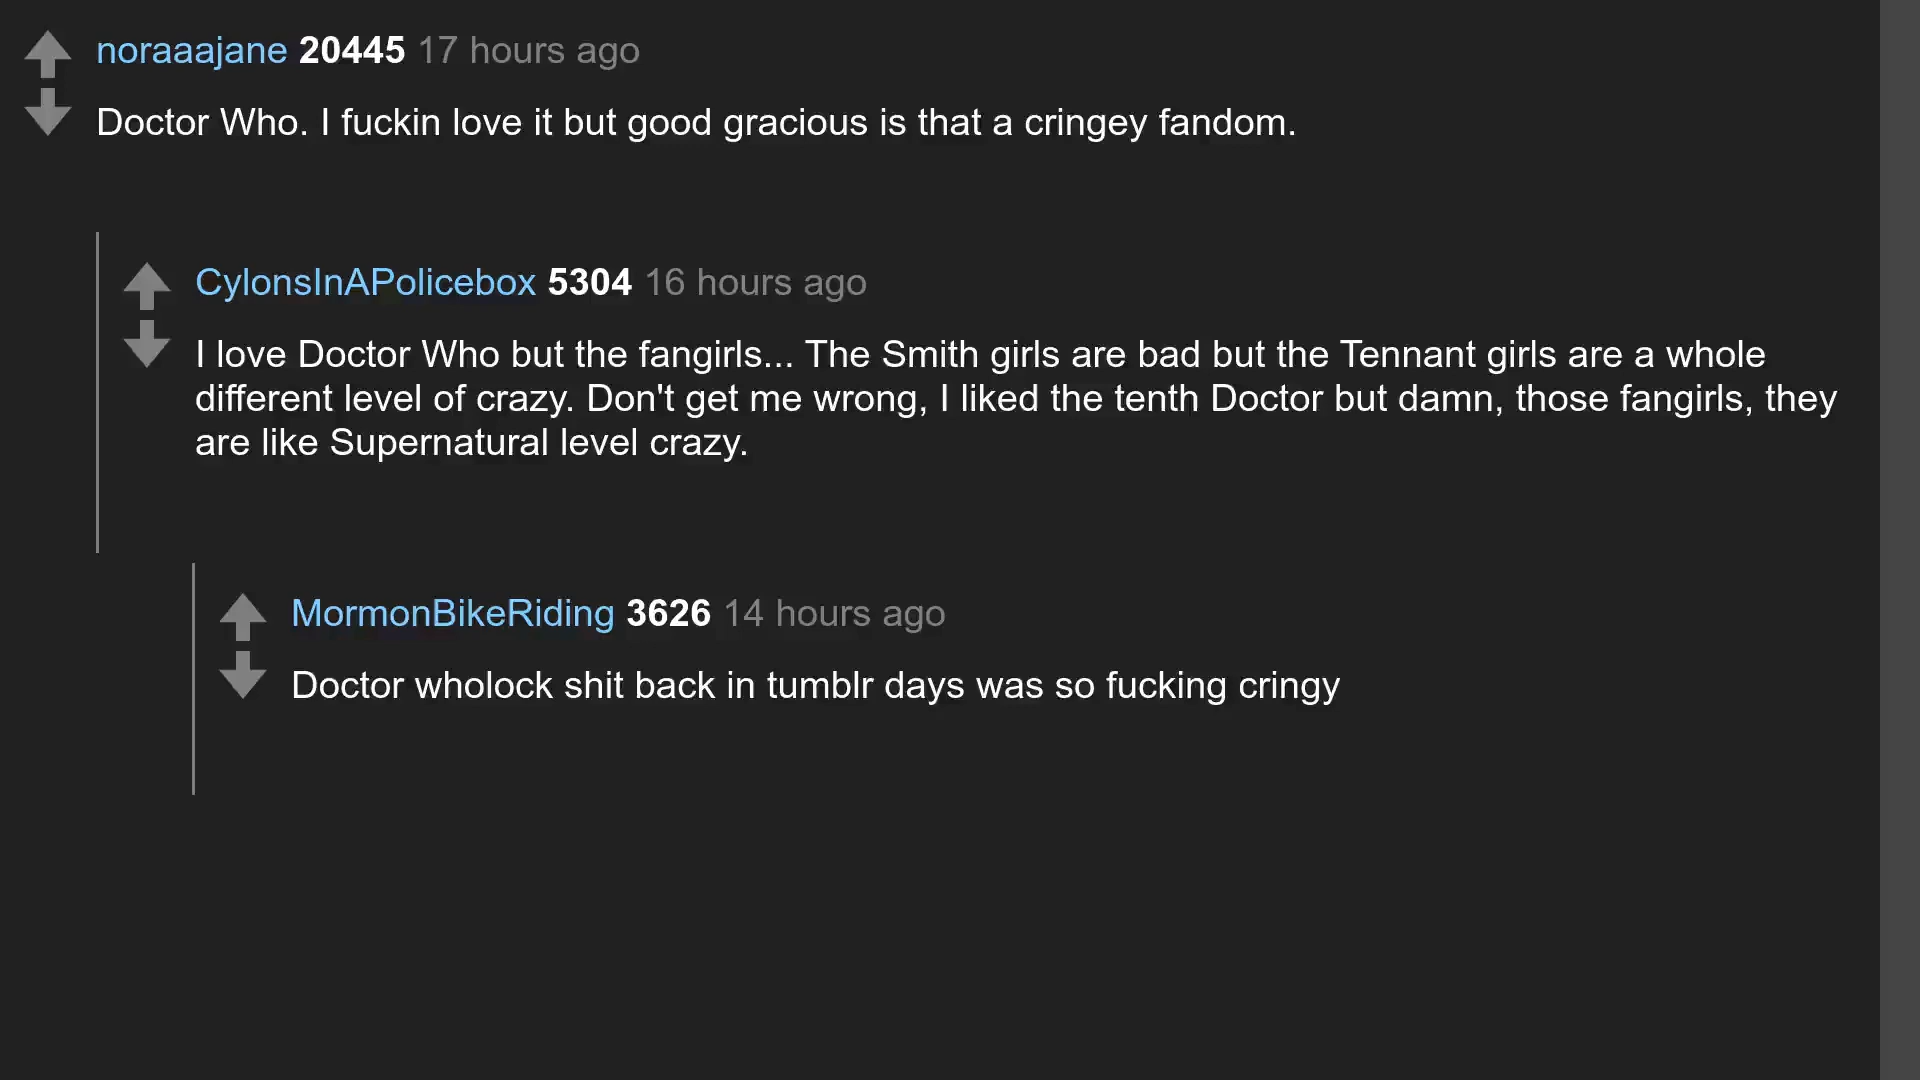 noraaajane 20445 17 hours ago
Doctor Who. I fuckin love it but good gracious is that a cringey fandom.
CylonsInAPolicebox 5304 16 hours ago
I love Doctor Who but the fangirls... The Smith girls are bad but the Tennant girls are a whole
different level of crazy. Don't get me wrong, I liked the tenth Doctor but damn, those fangirls, they
are like Supernatural level crazy.
MormonBikeRiding 3626 14 hours ago
Doctor wholock shit back in tumblr days was so fucking cringy